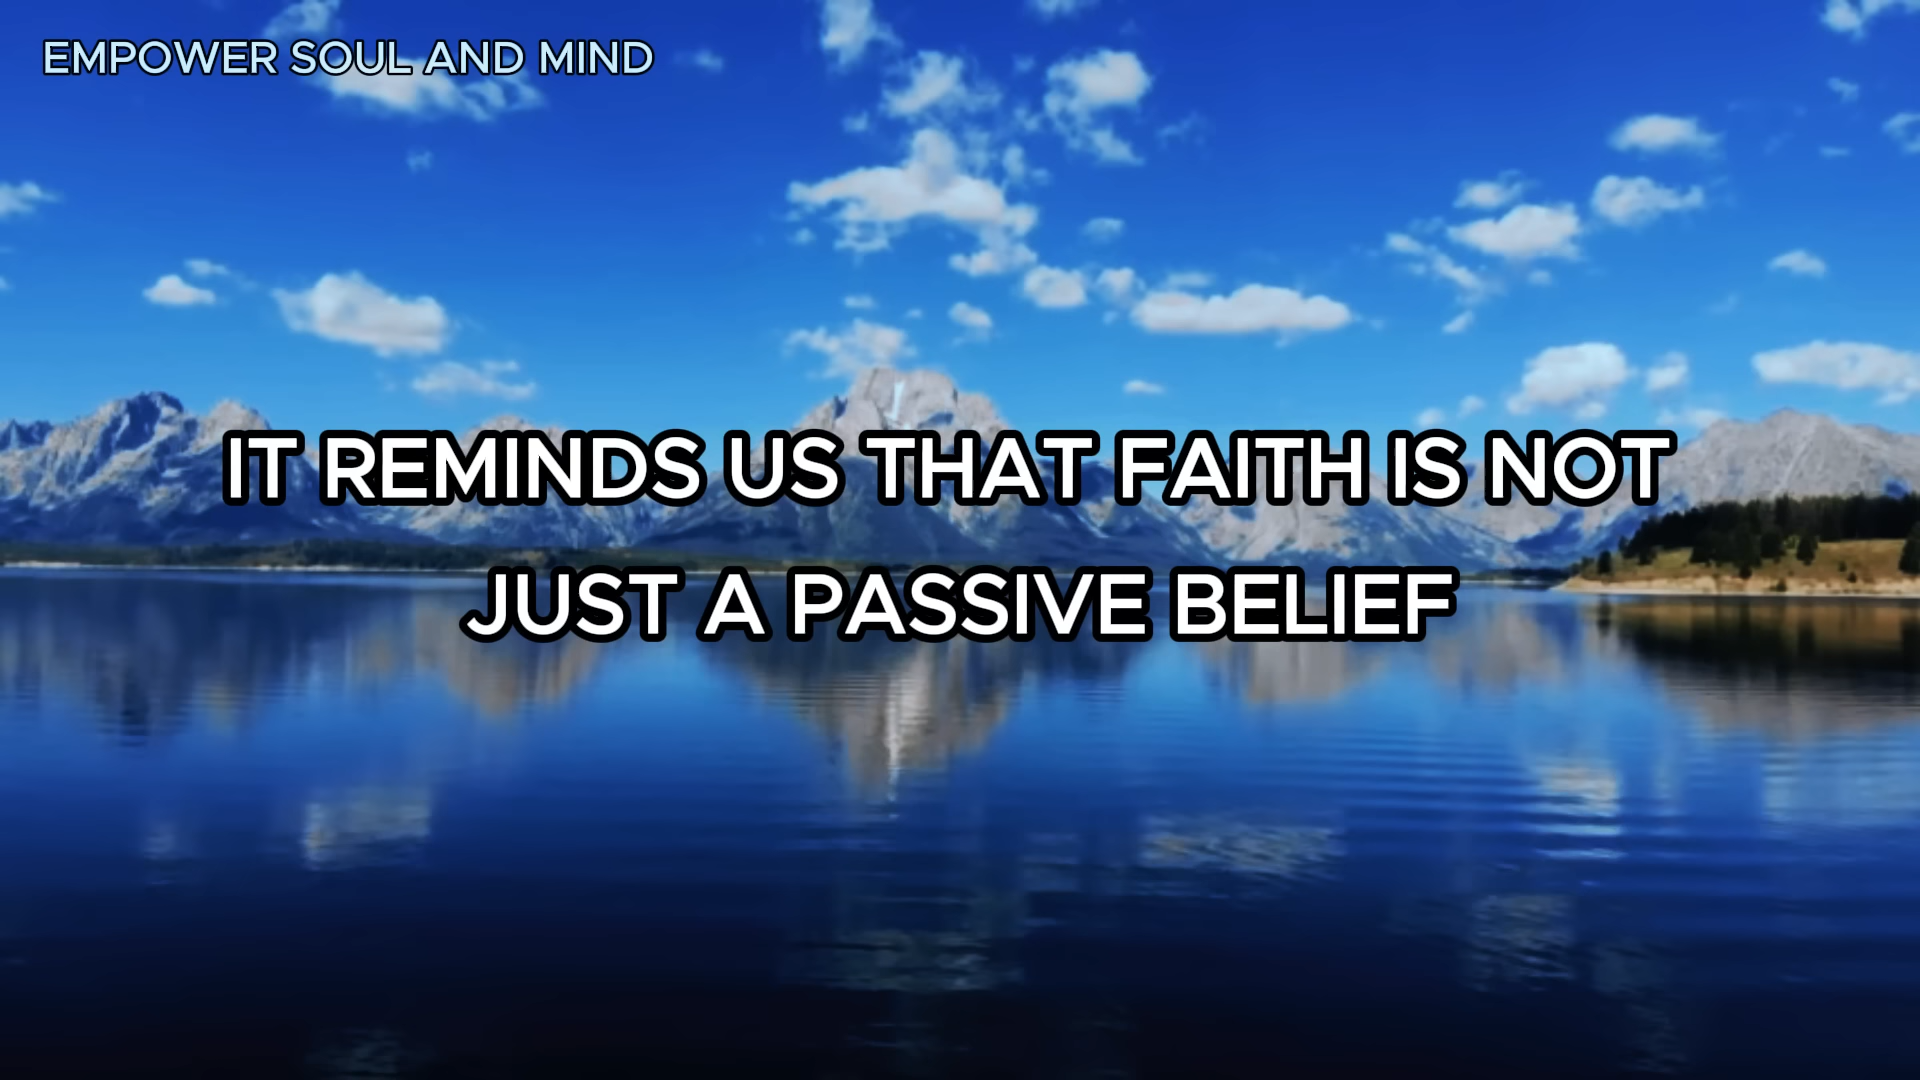 EMPOWER SOUL AND MIND
IT REMINDS US THAT FAITH IS NOT
JUST A PASSIVE BELIEF